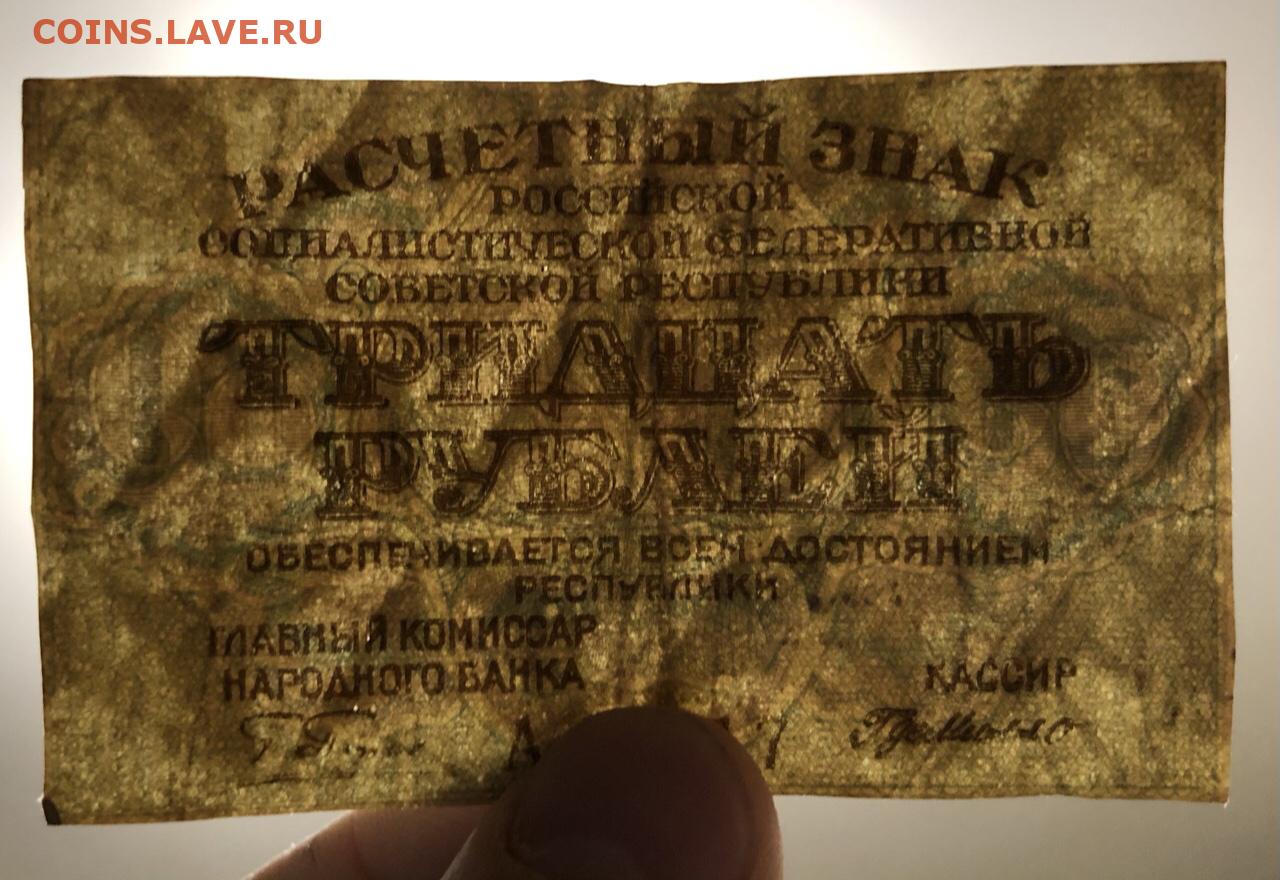 COINS.LAVE.RU
РАСЧЕТНЫЙ ЗНАК
РОССИЙСКОЙ
СОЦИАЛИСТИЧЕСКОЙ ФЕДЕРАТИВНОЙ
СОВЕТСКОЙ РЕСПУБЛИКИ
ТРИДЦАТЬ
РУБЛЕЙ
ОБЕСПЕЧИВАЕТСЯ ВСЕМ ДОСТОЯНИЕМ
РЕСПУБЛИКИ
ГЛАВНЫЙ КОМИССАР
НАРОДНОГО БАНКА
КАССИР